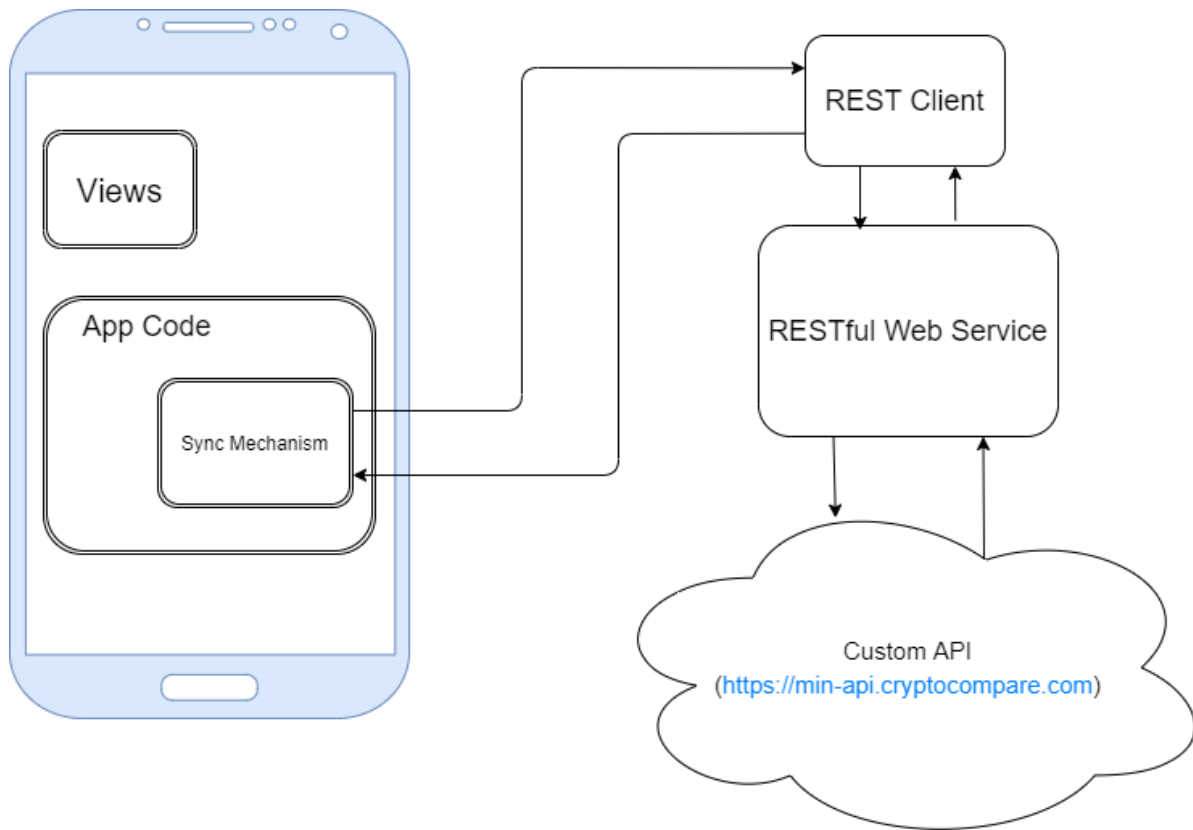 Views
App Code
Sync Mechanism
REST Client
RESTful Web Service
Custom API
(https://min-api.cryptocompare.com)